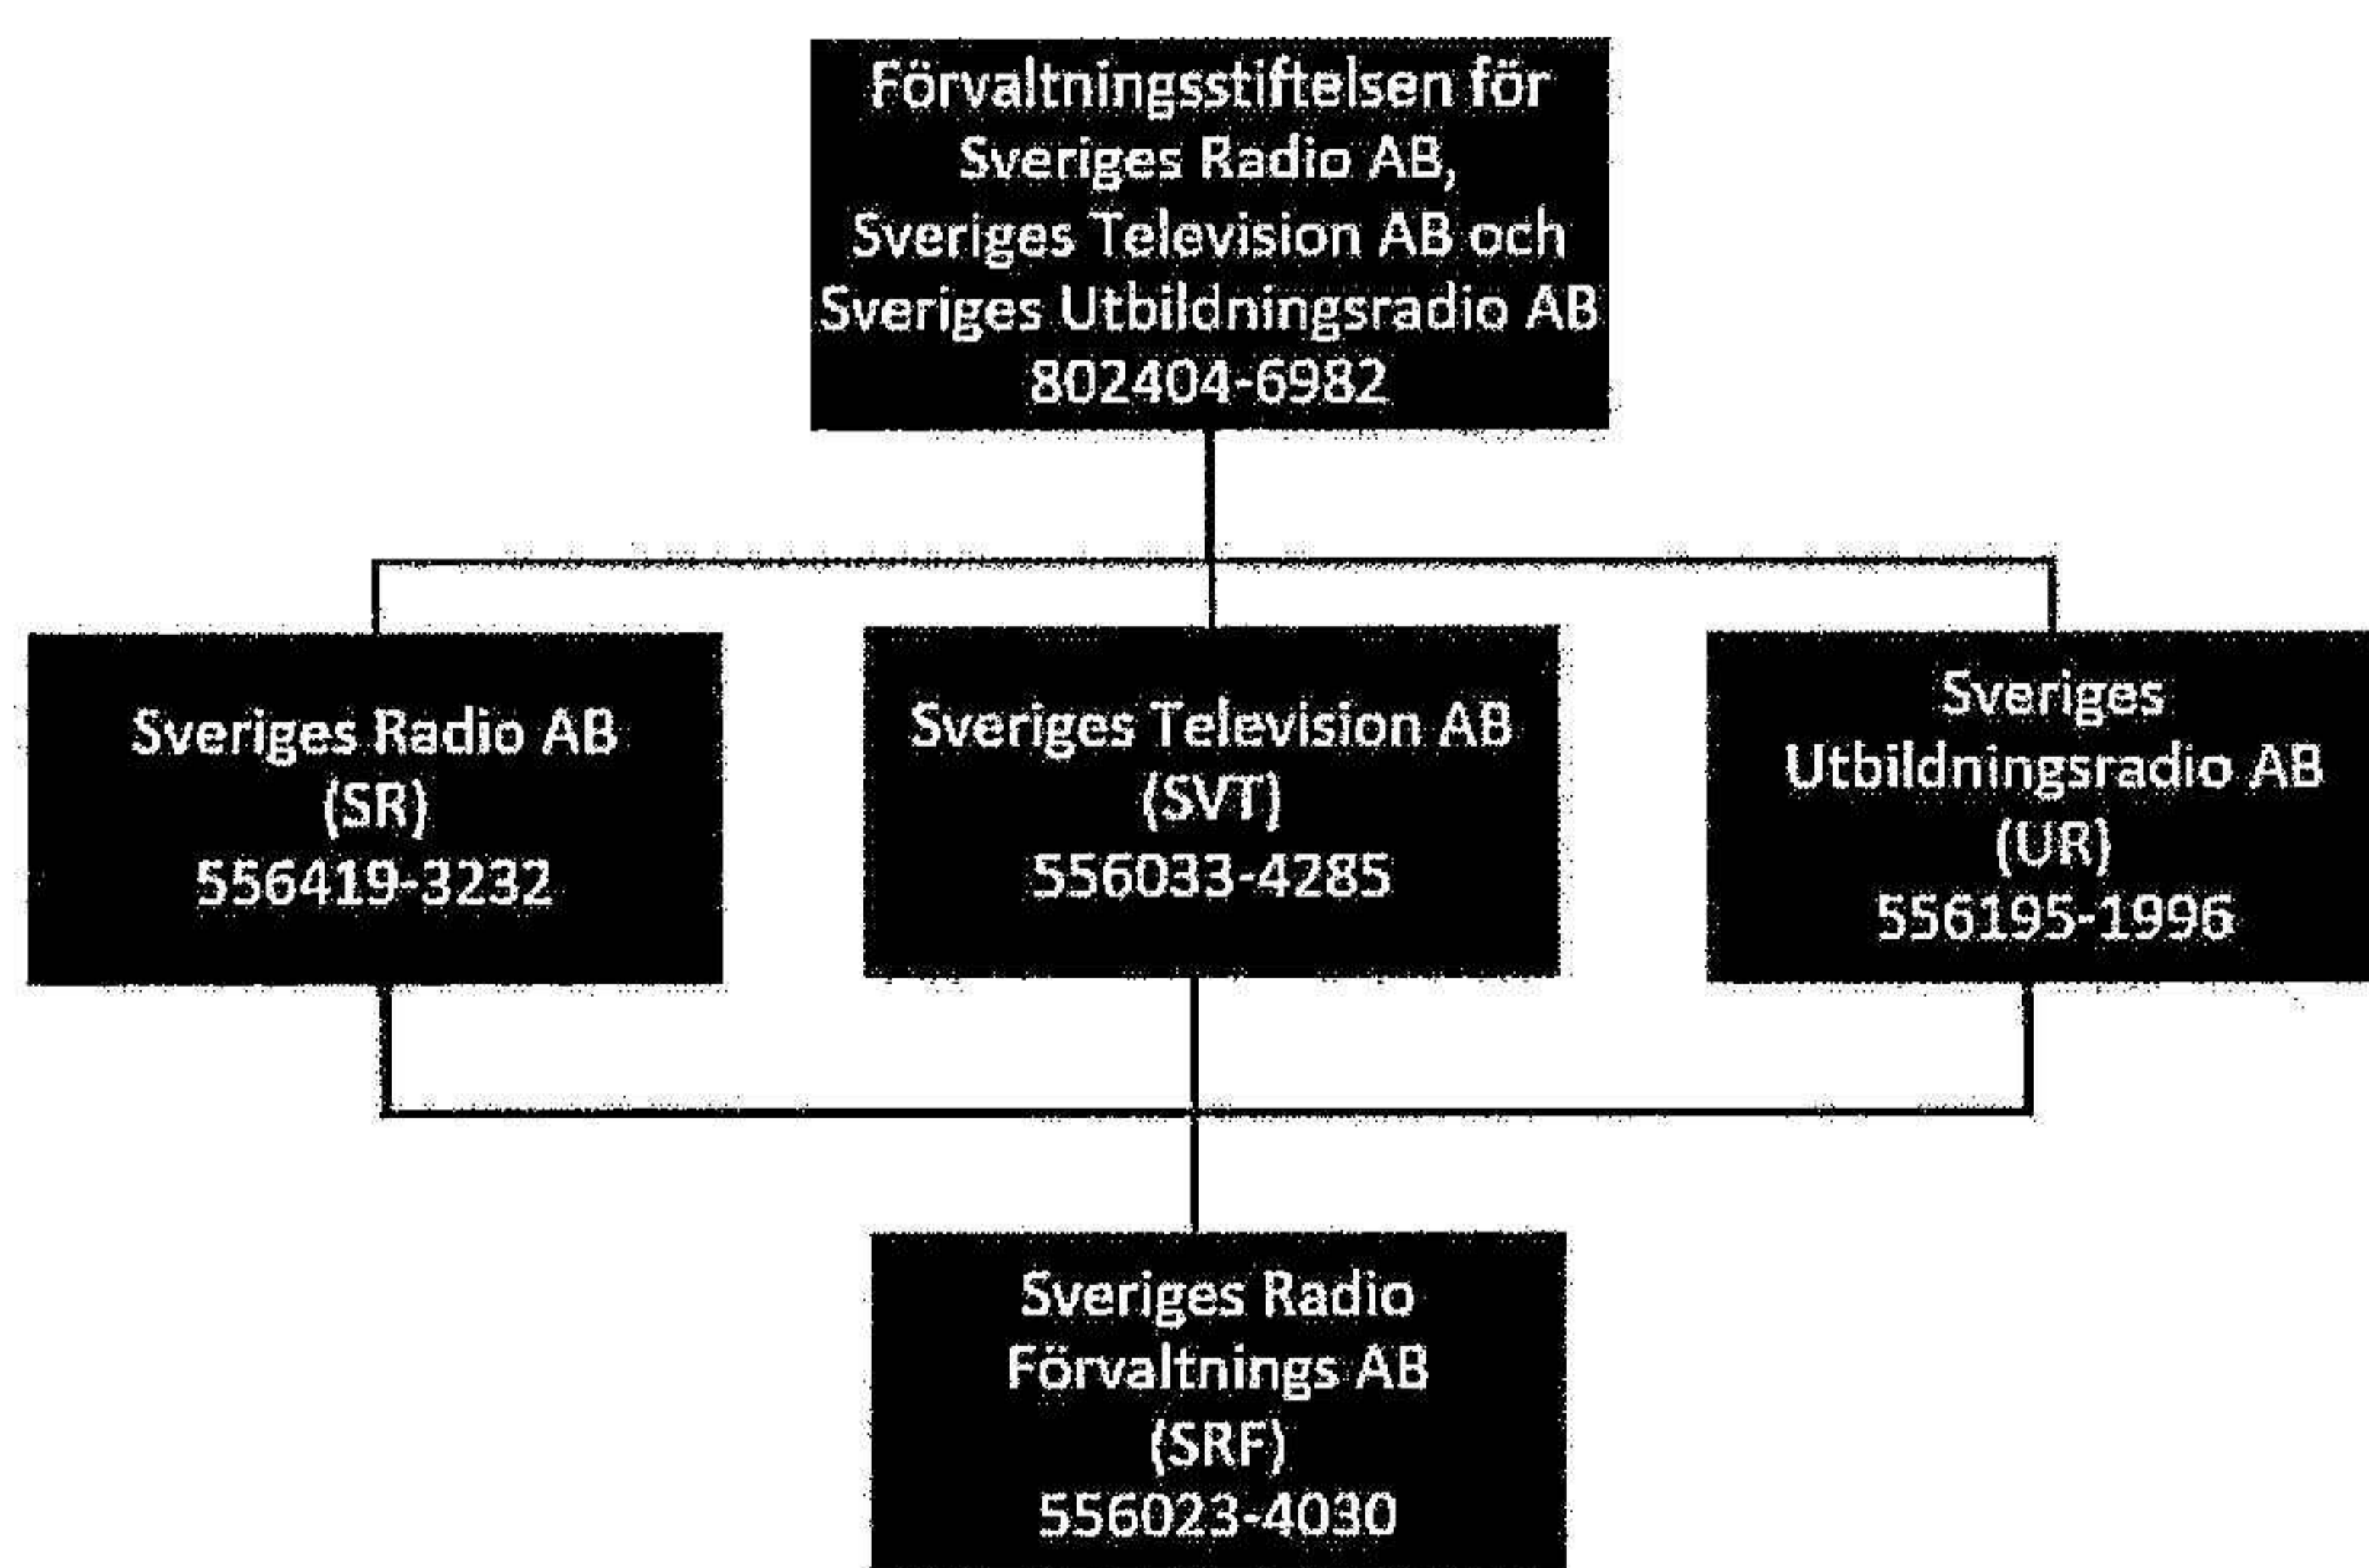 Förvaltningsstiftelsen för
Sveriges Radio AB,
Sveriges Television AB och
Sveriges Utbildningsradio AB
802404-6982
Sveriges Radio AB
(SR)
556419-3232
Sveriges Television AB
(SVT)
556033-4285
Sveriges
Utbildningsradio AB
(UR)
556195-1996
Sveriges Radio
Förvaltnings AB
(SRF)
556023-4030